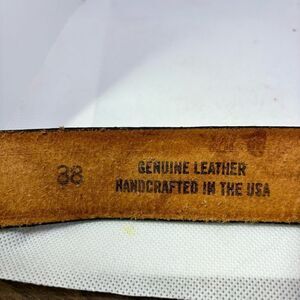 38
GENUINE LEATHER
HANDCRAFTED IN THE USA